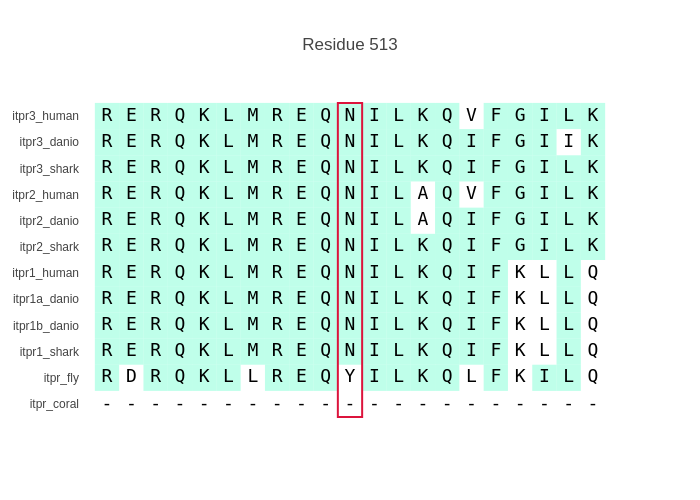 Residue 513
itpr3_human R E R Q K L M R E Q N I L K Q V F G I L K
itpr3_danio R E R Q K L M R E Q N I L K Q I F G I I K
itpr3_shark R E R Q K L M R E Q N I L K Q I F G I L K
itpr2_human R E R Q K L M R E Q N I L A Q V F G I L K
itpr2_danio R E R Q K L M R E Q N I L A Q I F G I L K
itpr2_shark R E R Q K L M R E Q N I L K Q I F G I L K
itpr1_human R E R Q K L M R E Q N I L K Q I F K L L Q
itpr1a_danio R E R Q K L M R E Q N I L K Q I F K L L Q
itpr1b_danio R E R Q K L M R E Q N I L K Q I F K L L Q
itpr1_shark R E R Q K L M R E Q N I L K Q I F K L L Q
itpr_fly R D R Q K L L R E Q Y I L K Q L F K I L Q
itpr_coral - - - - - - - - - - - - - - - - - - - - -